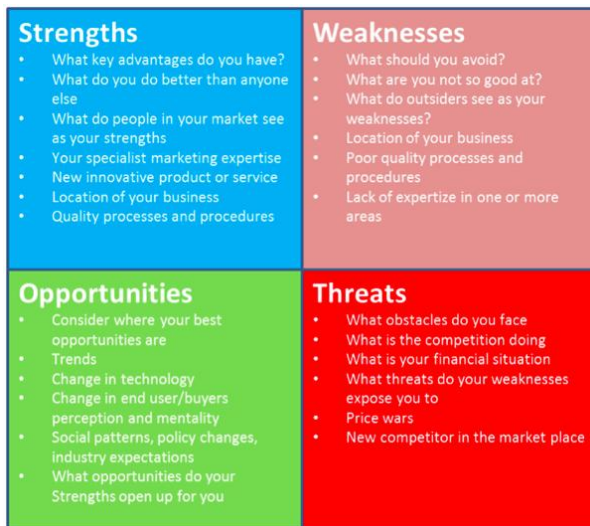 Strengths
• What key advantages do you have?
• What do you do better than anyone
else
• What do people in your market see
as your strengths
• Your specialist marketing expertise
• New innovative product or service
• Location of your business
• Quality processes and procedures
Weaknesses
• What should you avoid?
• What are you not so good at?
• What do outsiders see as your
weaknesses?
• Location of your business
• Poor quality processes and
procedures
• Lack of expertize in one or more
areas
Opportunities
• Consider where your best
opportunities are
• Trends
• Change in technology
• Change in end user/buyers
perception and mentality
• Social patterns, policy changes,
industry expectations
• What opportunities do your
Strengths open up for you
Threats
• What obstacles do you face
• What is the competition doing
• What is your financial situation
• What threats do your weaknesses
expose you to
• Price wars
• New competitor in the market place